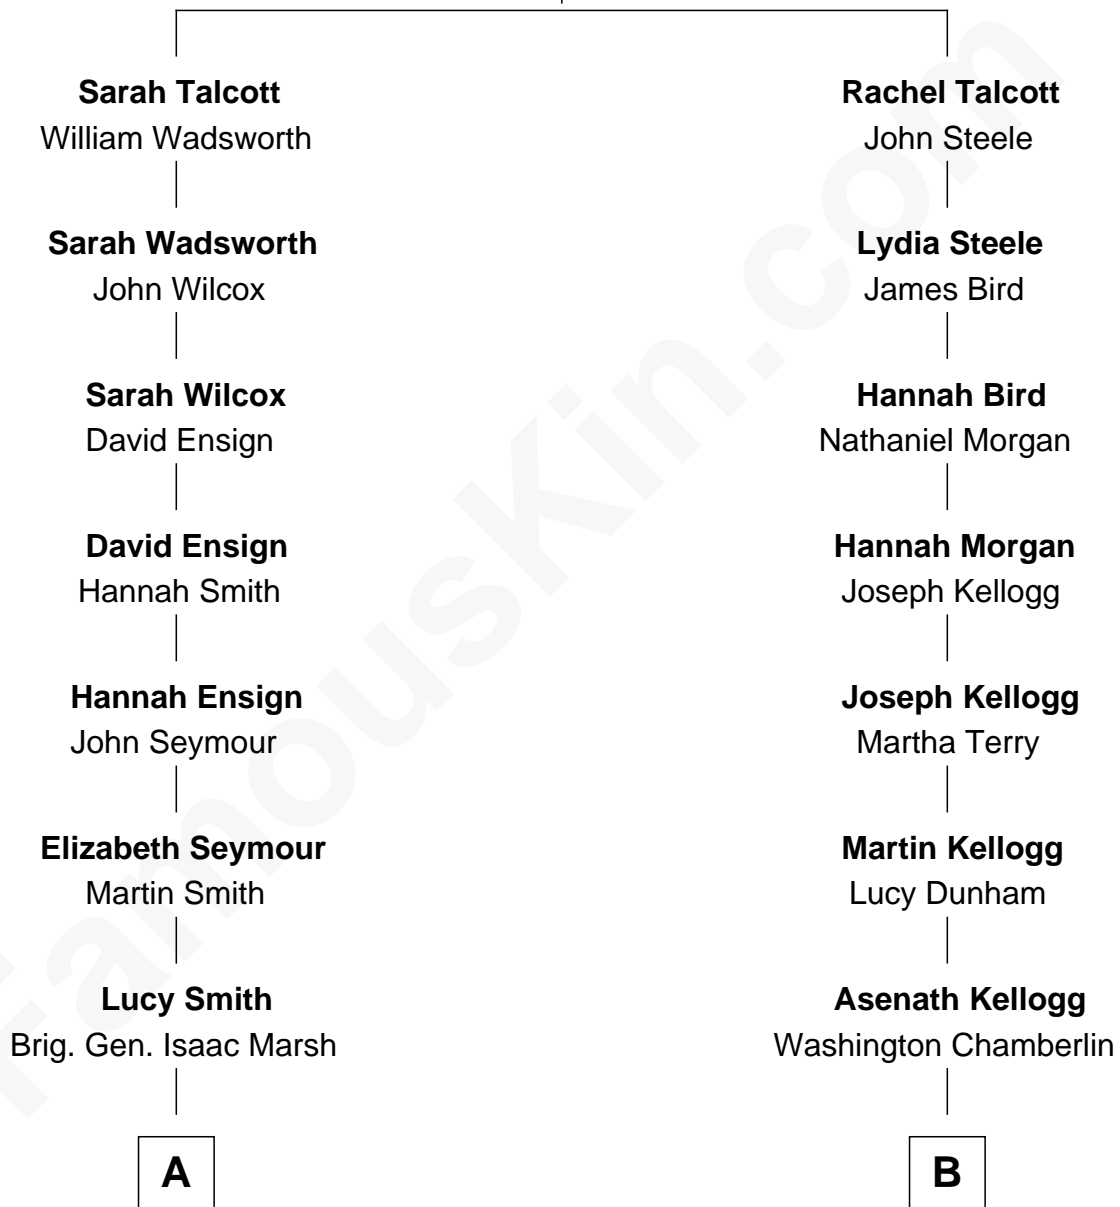 Sarah Talcott
William Wadsworth
Sarah Wadsworth
John Wilcox
Sarah Wilcox
David Ensign
David Ensign
Hannah Smith
Hannah Ensign
John Seymour
Elizabeth Seymour
Martin Smith
Lucy Smith
Brig. Gen. Isaac Marsh
A
Rachel Talcott
John Steele
Lydia Steele
James Bird
Hannah Bird
Nathaniel Morgan
Hannah Morgan
Joseph Kellogg
Joseph Kellogg
Martha Terry
Martin Kellogg
Lucy Dunham
Asenath Kellogg
Washington Chamberlin
B
FamousKin.com